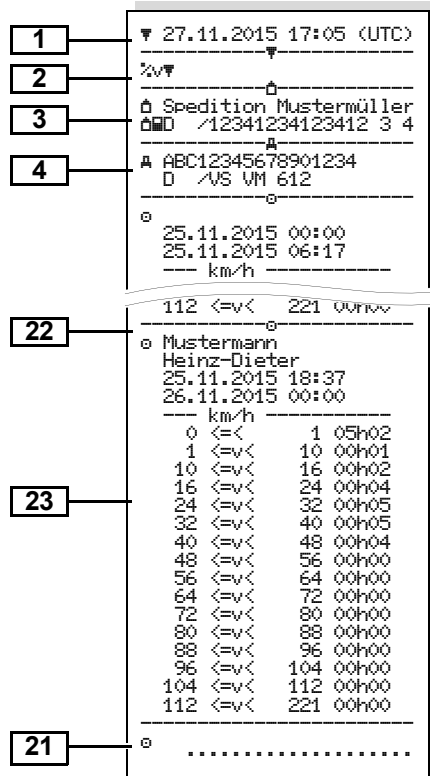 1
▼ 27.11.2015 17:05 (UTC)
2
%v▼
3
Spedition Mustermüller
D /12341234123412 3 4
4
A ABC12345678901234
D /VS VM 612
25.11.2015 00:00
25.11.2015 06:17
--- km/h -----------
112 <=v< 221 00h00
22
Mustermann
Heinz-Dieter
25.11.2015 18:37
26.11.2015 00:00
--- km/h -----------
0 <=< 1 05h02
1 <=v< 10 00h01
10 <=v< 16 00h02
16 <=v< 24 00h04
23
24 <=v< 32 00h05
32 <=v< 40 00h05
40 <=v< 48 00h04
48 <=v< 56 00h00
56 <=v< 64 00h00
64 <=v< 72 00h00
72 <=v< 80 00h00
80 <=v< 88 00h00
88 <=v< 96 00h00
96 <=v< 104 00h00
104 <=v< 112 00h00
112 <=v< 221 00h00
21
....................